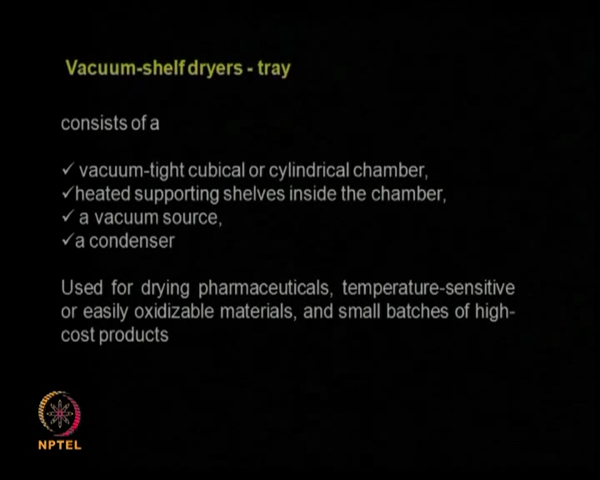 Vacuum-shelf dryers - tray
consists of a
✓ vacuum-tight cubical or cylindrical chamber,
✓heated supporting shelves inside the chamber,
✓ a vacuum source,
✓a condenser
Used for drying pharmaceuticals, temperature-sensitive
or easily oxidizable materials, and small batches of high-
cost products
NPTEL